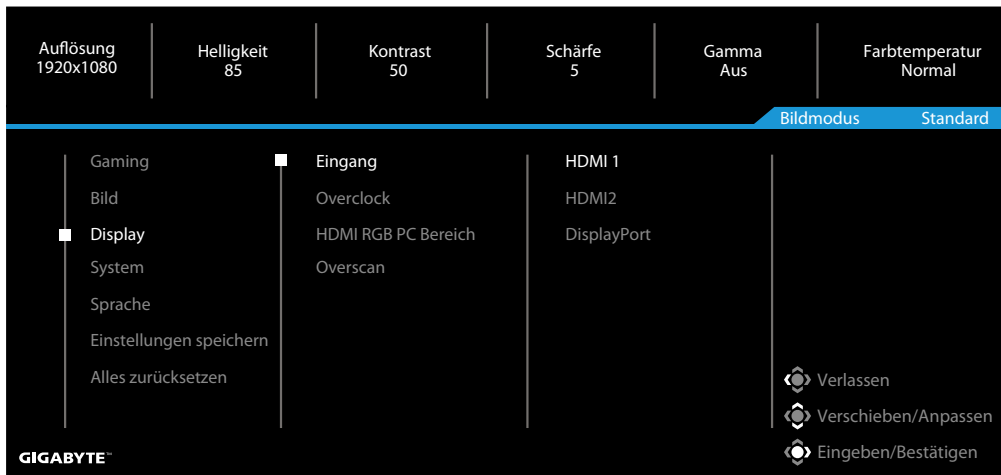 Auflösung
1920x1080
Helligkeit
85
Kontrast
50
Schärfe
5
Gamma
Aus
Farbtemperatur
Normal
Bildmodus Standard
Gaming
Bild
Display
System
Sprache
Einstellungen speichern
Alles zurücksetzen
Eingang
Overclock
HDMI RGB PC Bereich
Overscan
HDMI 1
HDMI2
DisplayPort
Verlassen
Verschieben/Anpassen
Eingeben/Bestätigen
GIGABYTE™